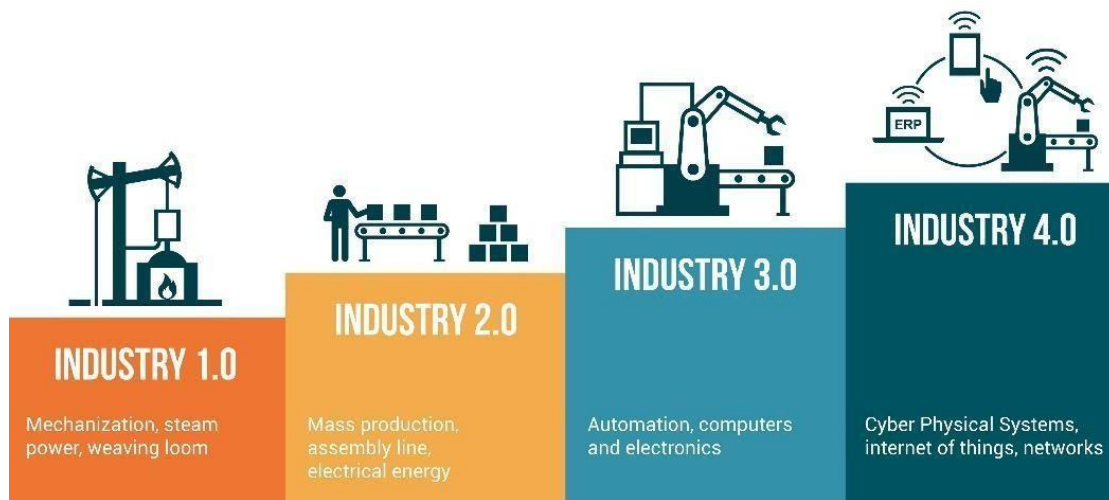 INDUSTRY 1.0
Mechanization, steam
power, weaving loom
INDUSTRY 2.0
Mass production,
assembly line,
electrical energy
INDUSTRY 3.0
Automation, computers
and electronics
ERP
INDUSTRY 4.0
Cyber Physical Systems,
internet of things, networks